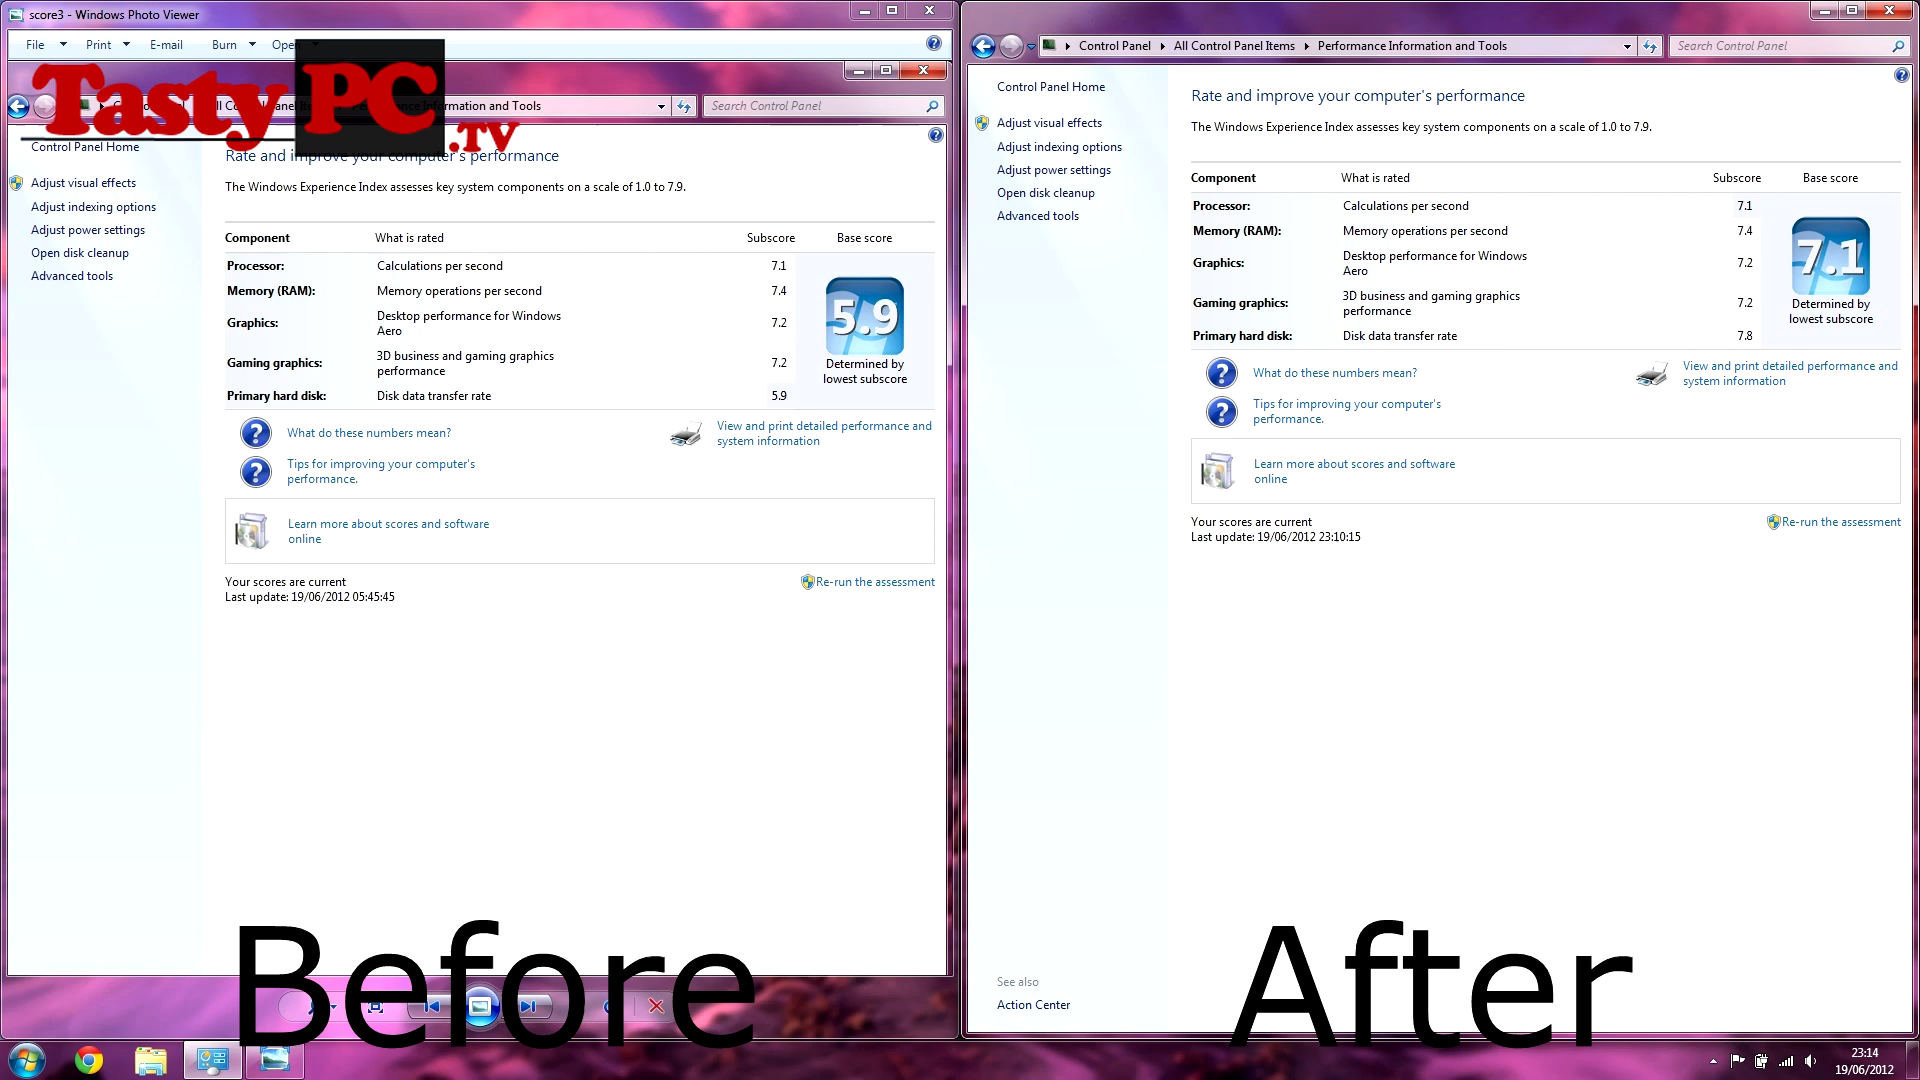 score3 - Windows Photo Viewer
File Print E-mail Burn Open
TastyPC.TV
Performance Information and Tools
Search Control Panel
Control Panel Home
Adjust visual effects
Adjust indexing options
Adjust power settings
Open disk cleanup
Advanced tools
Rate and improve your computer's performance
The Windows Experience Index assesses key system components on a scale of 1.0 to 7.9.
Component What is rated Subscore Base score
Processor: Calculations per second 7.1
Memory (RAM): Memory operations per second 7.4
Graphics: Desktop performance for Windows Aero 7.2
Gaming graphics: 3D business and gaming graphics performance 7.2
Primary hard disk: Disk data transfer rate 5.9
5.9
Determined by
lowest subscore
What do these numbers mean?
Tips for improving your computer's
performance.
View and print detailed performance and
system information
Learn more about scores and software
online
Your scores are current
Last update: 19/06/2012 05:45:45
Re-run the assessment
Before
Control Panel All Control Panel Items Performance Information and Tools
Search Control Panel
Control Panel Home
Adjust visual effects
Adjust indexing options
Adjust power settings
Open disk cleanup
Advanced tools
Rate and improve your computer's performance
The Windows Experience Index assesses key system components on a scale of 1.0 to 7.9.
Component What is rated Subscore Base score
Processor: Calculations per second 7.1
Memory (RAM): Memory operations per second 7.4
Graphics: Desktop performance for Windows Aero 7.2
Gaming graphics: 3D business and gaming graphics performance 7.2
Primary hard disk: Disk data transfer rate 7.8
7.1
Determined by
lowest subscore
What do these numbers mean?
Tips for improving your computer's
performance.
View and print detailed performance and
system information
Learn more about scores and software
online
Your scores are current
Last update: 19/06/2012 23:10:15
Re-run the assessment
See also
Action Center
After
23:14
19/06/2012